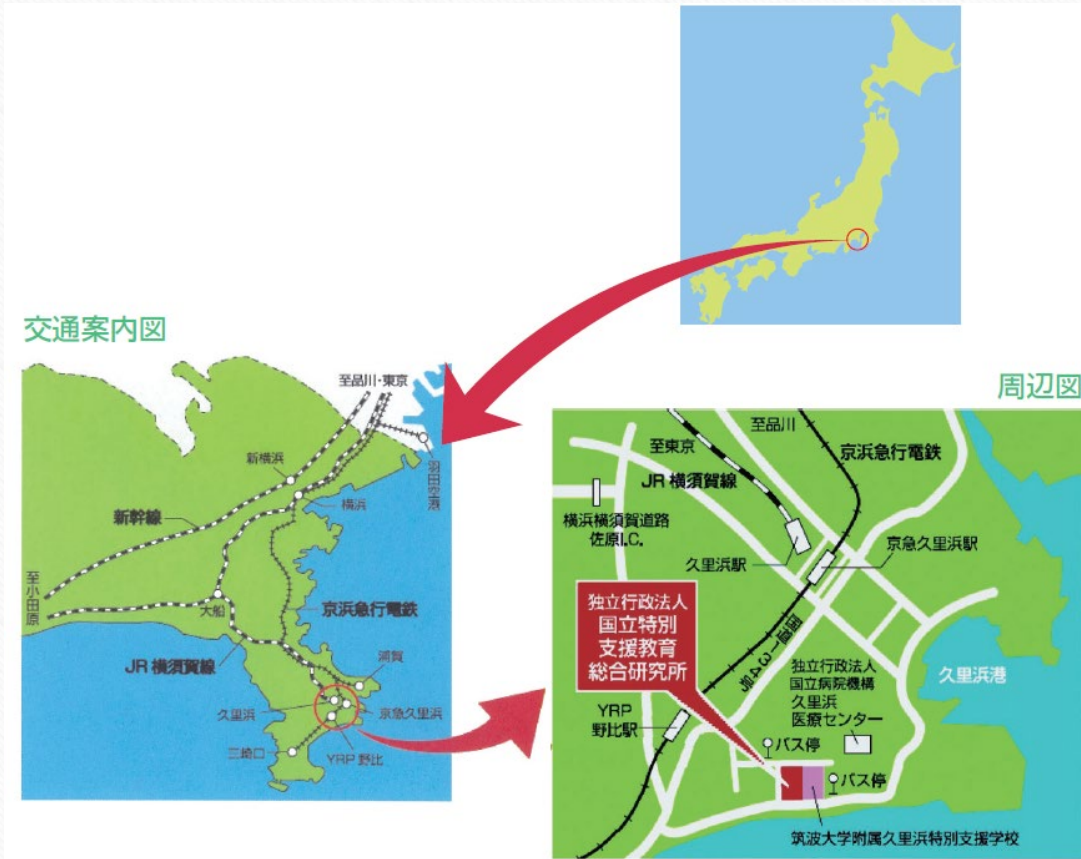 交通案内図
至品川・東京
新横浜
羽田空港
横浜
新幹線
至小田原
大船
京浜急行電鉄
JR 横須賀線
浦賀
久里浜
京急久里浜
三崎口
YRP 野比
周辺図
至品川
至東京
京浜急行電鉄
JR 横須賀線
横浜横須賀道路
佐原I.C.
久里浜駅
京急久里浜駅
独立行政法人
国立特別
支援教育
総合研究所
国道134号
独立行政法人
国立病院機構
久里浜
医療センター
久里浜港
YRP
野比駅
バス停
バス停
筑波大学附属久里浜特別支援学校